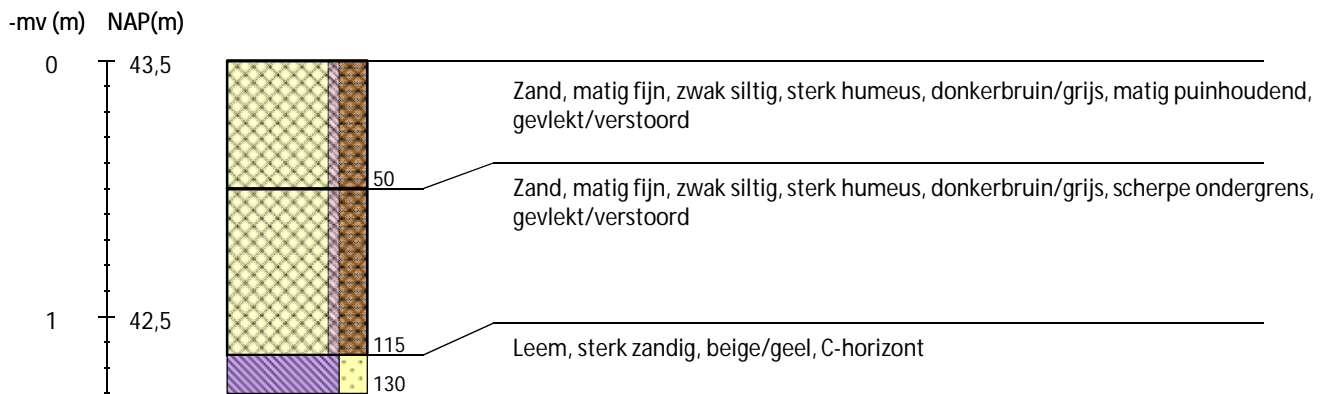 -mv (m) NAP(m)
0 43,5
Zand, matig fijn, zwak siltig, sterk humeus, donkerbruin/grijs, matig puinhoudend,
gevlekt/verstoord
50
Zand, matig fijn, zwak siltig, sterk humeus, donkerbruin/grijs, scherpe ondergrens,
gevlekt/verstoord
1 42,5
115
Leem, sterk zandig, beige/geel, C-horizont
130